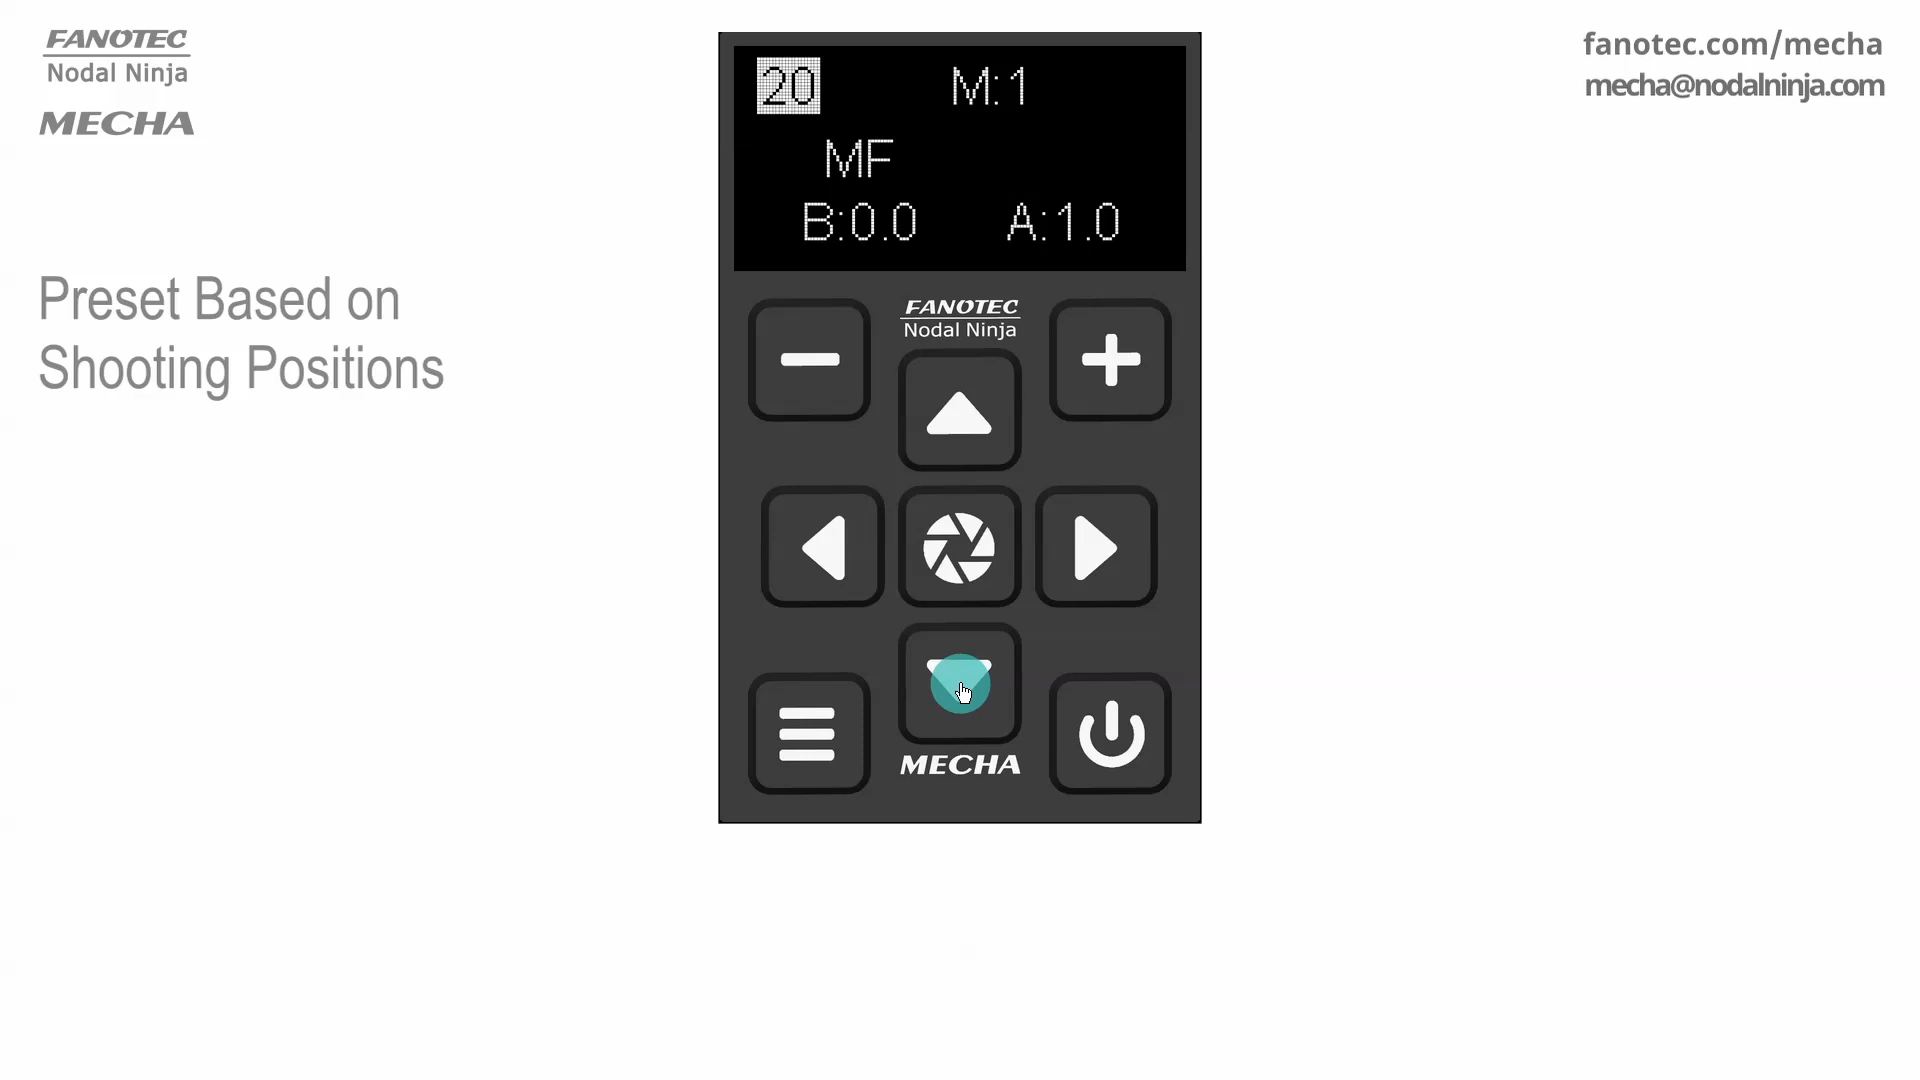 FANOTEC
Nodal Ninja
MECHA
fanotec.com/mecha
mecha@nodalninja.com
Preset Based on
Shooting Positions
20 M:1
MF
B:0.0 A:1.0
FANOTEC
Nodal Ninja
MECHA